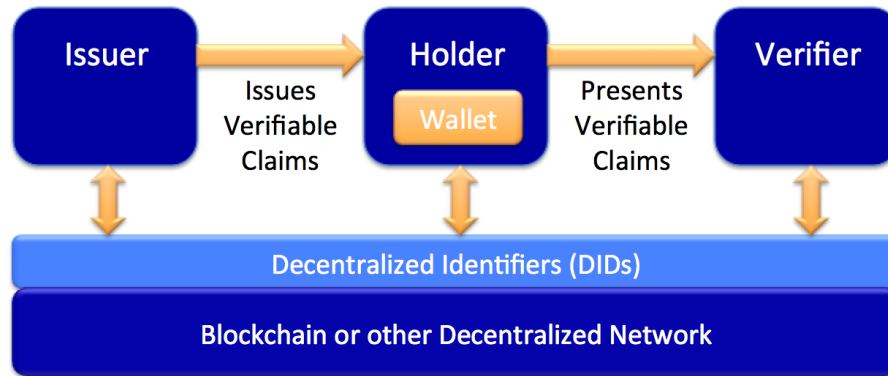 Issuer
Issues
Verifiable
Claims
Holder
Wallet
Presents
Verifiable
Claims
Verifier
Decentralized Identifiers (DIDs)
Blockchain or other Decentralized Network